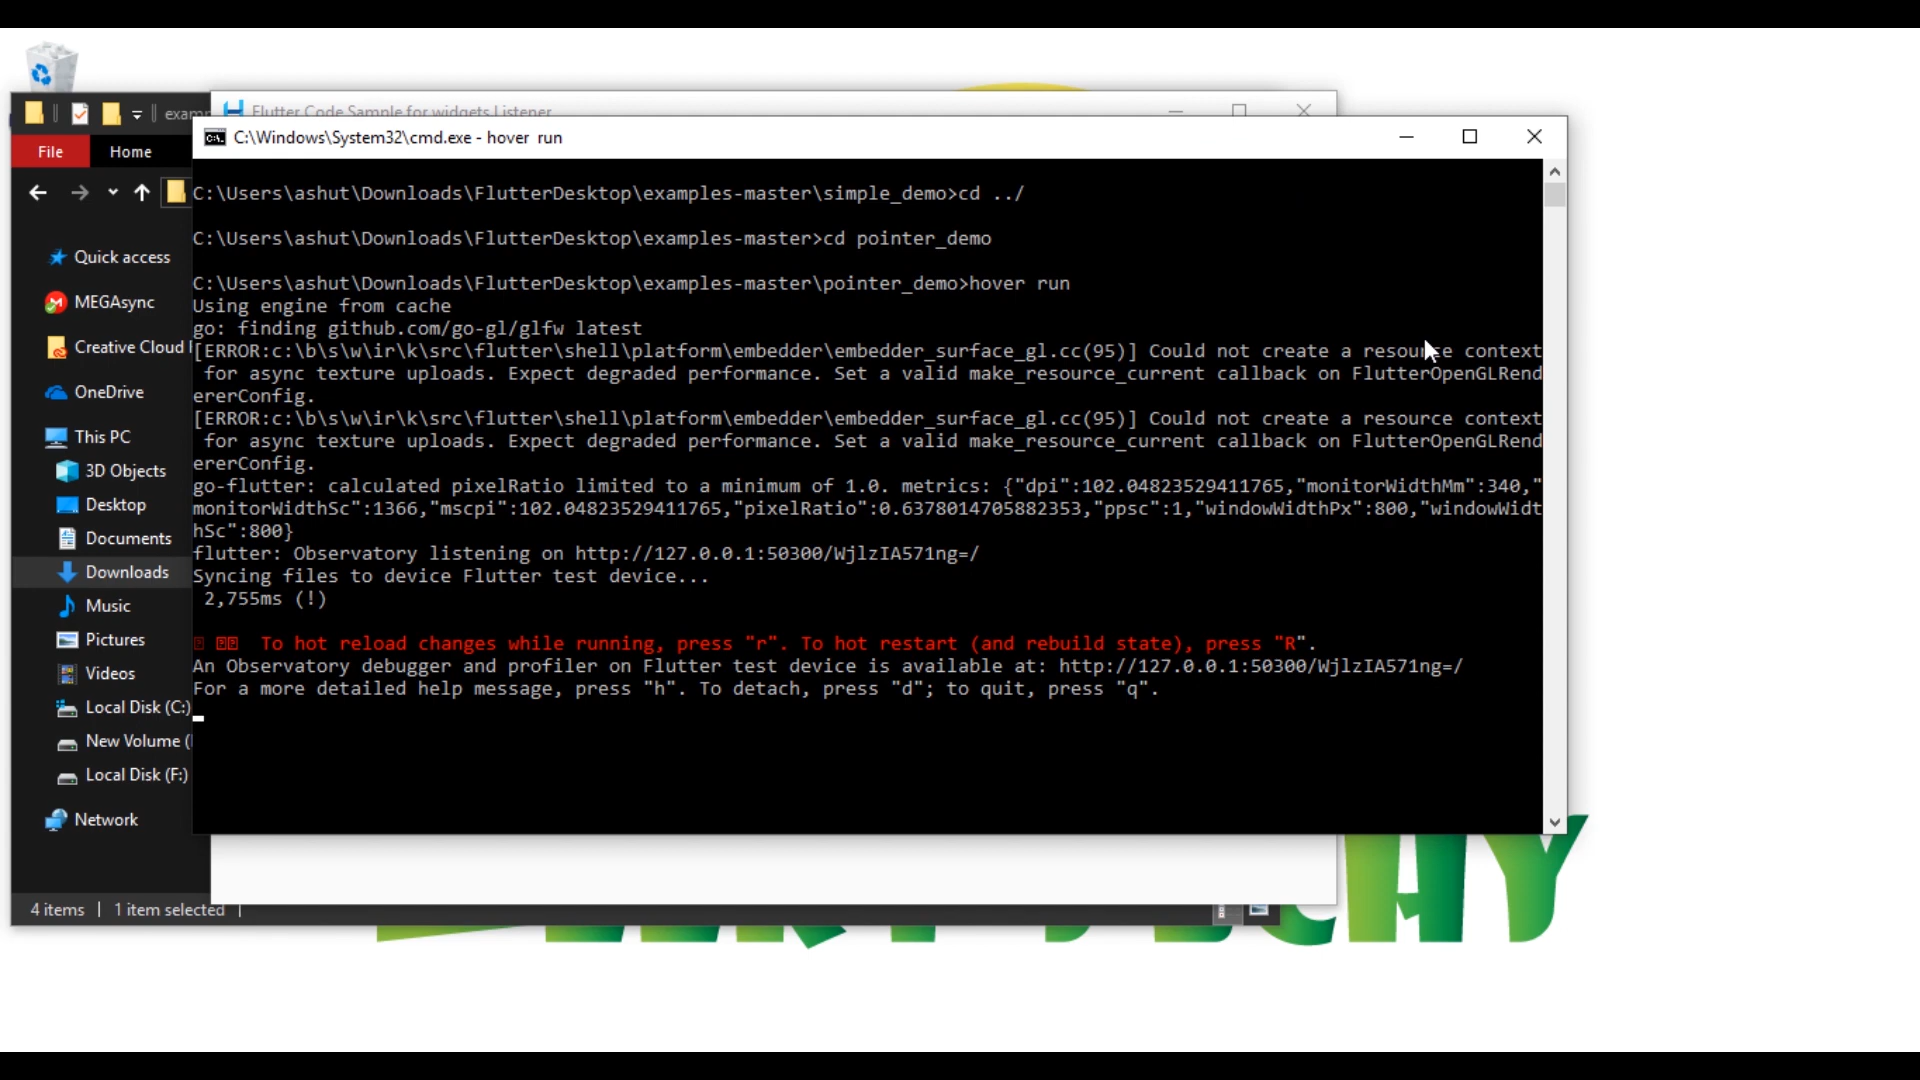 Flutter Code Sample for widgets Listener
C:\Windows\System32\cmd.exe - hover run
File
Home
C:\Users\ashut\Downloads\FlutterDesktop\examples-master\simple_demo>cd ../
C:\Users\ashut\Downloads\FlutterDesktop\examples-master>cd pointer_demo
C:\Users\ashut\Downloads\FlutterDesktop\examples-master\pointer_demo>hover run
Using engine from cache
go: finding github.com/go-gl/glfw latest
[ERROR:c:\b\s\w\ir\k\src\flutter\shell\platform\embedder\embedder_surface_gl.cc(95)] Could not create a resource context
for async texture uploads. Expect degraded performance. Set a valid make_resource_current callback on FlutterOpenGLRend
ererConfig.
[ERROR:c:\b\s\w\ir\k\src\flutter\shell\platform\embedder\embedder_surface_gl.cc(95)] Could not create a resource context
for async texture uploads. Expect degraded performance. Set a valid make_resource_current callback on FlutterOpenGLRend
ererConfig.
go-flutter: calculated pixelRatio limited to a minimum of 1.0. metrics: {"dpi":102.04823529411765,"monitorWidthMm":340,"
monitorWidthSc":1366,"mscpi":102.04823529411765,"pixelRatio":0.6378014705882353,"ppsc":1,"windowWidthPx":800,"windowWidt
hSc":800}
flutter: Observatory listening on http://127.0.0.1:50300/WjlzIA571ng=/
Syncing files to device Flutter test device...
2,755ms (!)
To hot reload changes while running, press "r". To hot restart (and rebuild state), press "R".
An Observatory debugger and profiler on Flutter test device is available at: http://127.0.0.1:50300/WjlzIA571ng=/
For a more detailed help message, press "h". To detach, press "d"; to quit, press "q".
Quick access
MEGAsync
Creative Cloud
OneDrive
This PC
3D Objects
Desktop
Documents
Downloads
Music
Pictures
Videos
Local Disk (C:)
New Volume (
Local Disk (F:)
Network
4 items
1 item selected